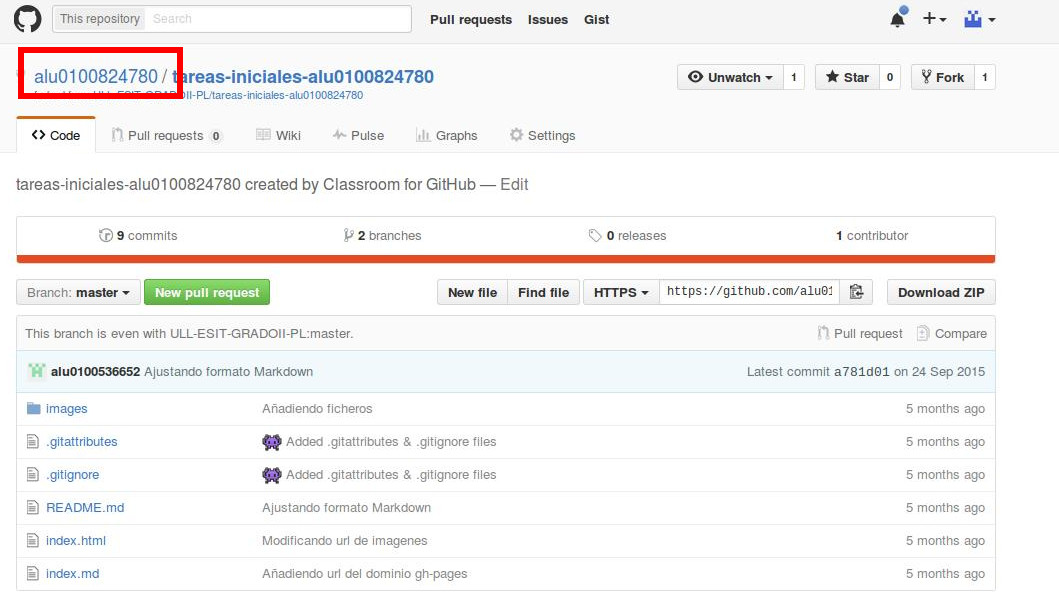 This repository Search Pull requests Issues Gist
alu0100824780 / tareas-iniciales-alu0100824780
Unwatch 1 Star 0 Fork 1
ULL-ESIT-GRADOII-PL/tareas-iniciales-alu0100824780
Code Pull requests 0 Wiki Pulse Graphs Settings
tareas-iniciales-alu0100824780 created by Classroom for GitHub — Edit
9 commits 2 branches 0 releases 1 contributor
Branch: master New pull request New file Find file HTTPS https://github.com/alu01 Download ZIP
This branch is even with ULL-ESIT-GRADOII-PL:master. Pull request Compare
alu0100536652 Ajustando formato Markdown Latest commit a781d01 on 24 Sep 2015
images Añadiendo ficheros 5 months ago
.gitattributes Added .gitattributes & .gitignore files 5 months ago
.gitignore Added .gitattributes & .gitignore files 5 months ago
README.md Ajustando formato Markdown 5 months ago
index.html Modificando url de imagenes 5 months ago
index.md Añadiendo url del dominio gh-pages 5 months ago